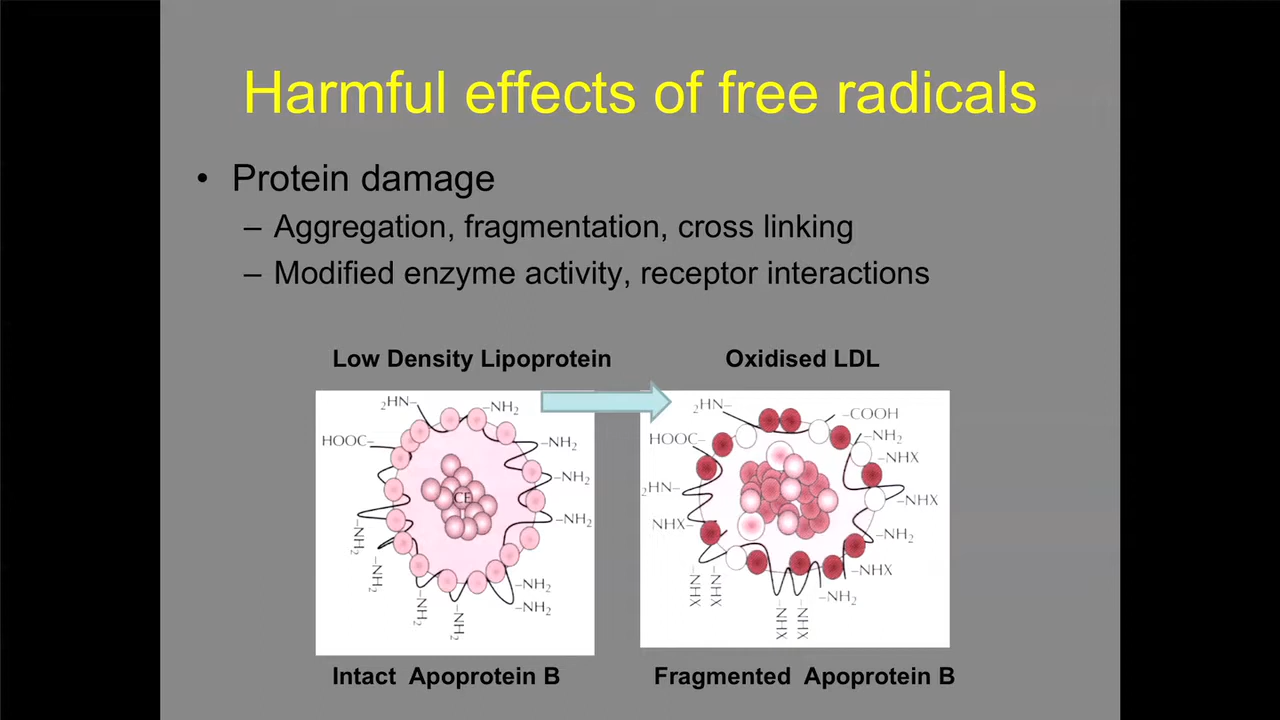 Harmful effects of free radicals
• Protein damage
– Aggregation, fragmentation, cross linking
– Modified enzyme activity, receptor interactions
Low Density Lipoprotein
Oxidised LDL
₂HN–
–NH₂
HOOC–
–NH₂
–NH₂
CE
–NH₂
–NH₂
–NH₂
–NH₂
–NH₂
–NH₂
–NH₂
₂HN–
–COOH
HOOC–
–NH₂
–NHX
₂HN–
–NHX
NHX–
–NH₂
–NHX
–NHX
–NHX
–NH₂
–NHX
–NHX
Intact Apoprotein B
Fragmented Apoprotein B